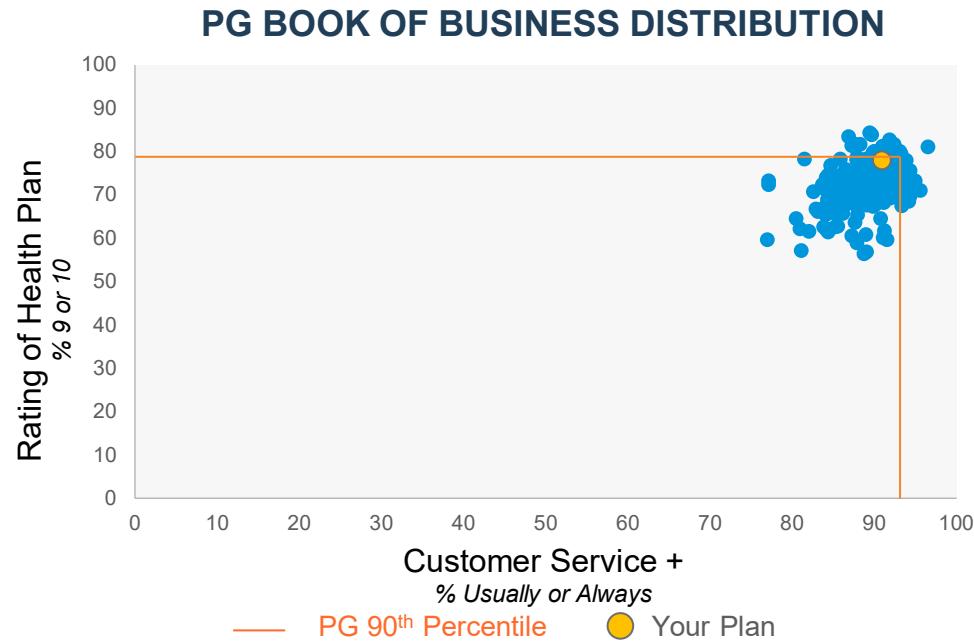 PG BOOK OF BUSINESS DISTRIBUTION
100
90
80
70
60
50
40
30
20
10
0
Rating of Health Plan
% 9 or 10
0 10 20 30 40 50 60 70 80 90 100
Customer Service +
% Usually or Always
PG 90th Percentile Your Plan